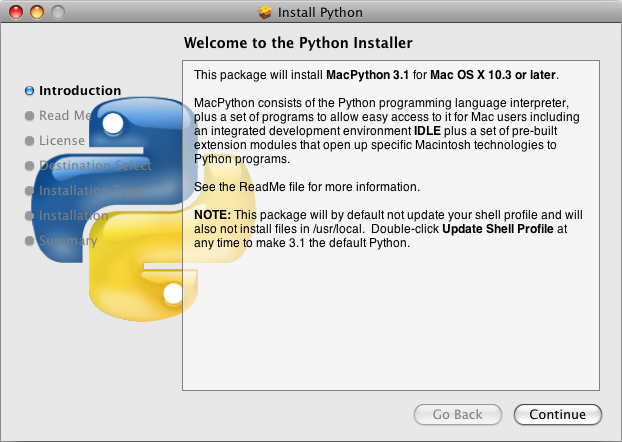 Install Python
Welcome to the Python Installer
Introduction
Read Me
License
Destination Select
Installation Type
Installation
Summary
This package will install MacPython 3.1 for Mac OS X 10.3 or later.
MacPython consists of the Python programming language interpreter,
plus a set of programs to allow easy access to it for Mac users including
an integrated development environment IDLE plus a set of pre-built
extension modules that open up specific Macintosh technologies to
Python programs.
See the ReadMe file for more information.
NOTE: This package will by default not update your shell profile and will
also not install files in /usr/local. Double-click Update Shell Profile at
any time to make 3.1 the default Python.
Go Back
Continue